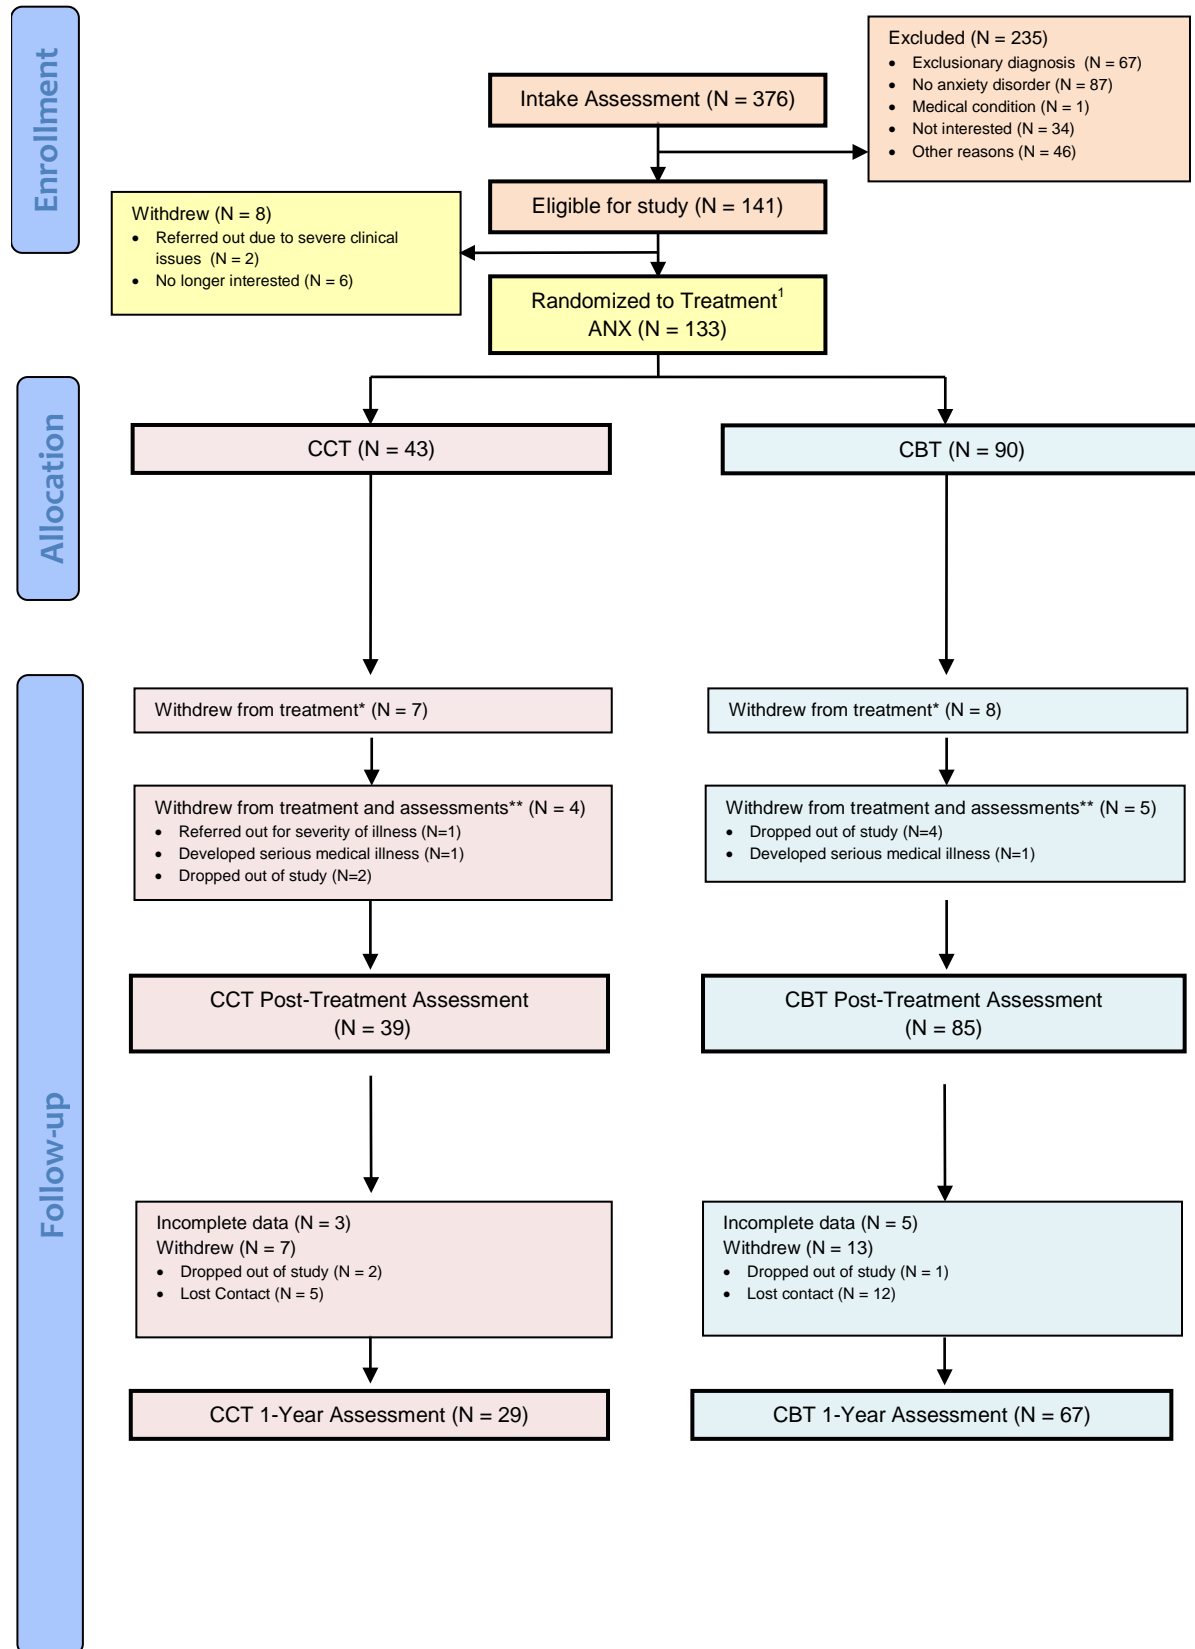 Enrollment
Intake Assessment (N = 376)
Excluded (N = 235)
• Exclusionary diagnosis (N = 67)
• No anxiety disorder (N = 87)
• Medical condition (N = 1)
• Not interested (N = 34)
• Other reasons (N = 46)
Eligible for study (N = 141)
Withdrew (N = 8)
• Referred out due to severe clinical
issues (N = 2)
• No longer interested (N = 6)
Randomized to Treatment¹
ANX (N = 133)
Allocation
CCT (N = 43)
CBT (N = 90)
Follow-up
Withdrew from treatment* (N = 7)
Withdrew from treatment* (N = 8)
Withdrew from treatment and assessments** (N = 4)
• Referred out for severity of illness (N=1)
• Developed serious medical illness (N=1)
• Dropped out of study (N=2)
Withdrew from treatment and assessments** (N = 5)
• Dropped out of study (N=4)
• Developed serious medical illness (N=1)
CCT Post-Treatment Assessment
(N = 39)
CBT Post-Treatment Assessment
(N = 85)
Incomplete data (N = 3)
Withdrew (N = 7)
• Dropped out of study (N = 2)
• Lost Contact (N = 5)
Incomplete data (N = 5)
Withdrew (N = 13)
• Dropped out of study (N = 1)
• Lost contact (N = 12)
CCT 1-Year Assessment (N = 29)
CBT 1-Year Assessment (N = 67)